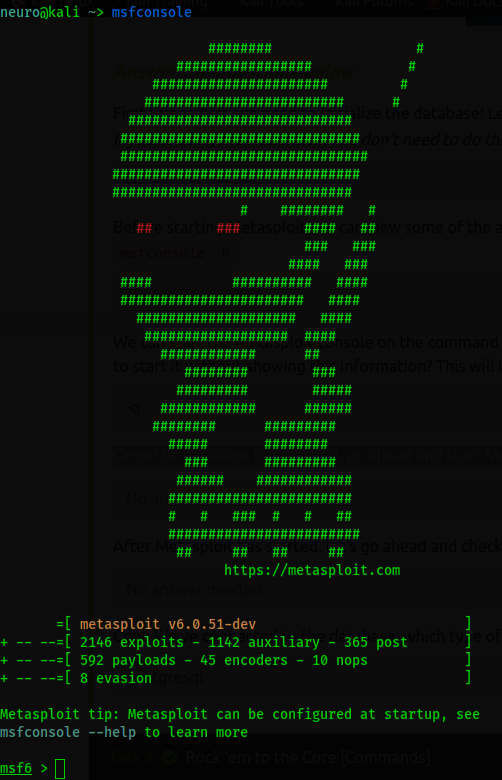 neuro@kali ~> msfconsole
https://metasploit.com
=[ metasploit v6.0.51-dev ]
+ -- --=[ 2146 exploits - 1142 auxiliary - 365 post ]
+ -- --=[ 592 payloads - 45 encoders - 10 nops ]
+ -- --=[ 8 evasion ]
Metasploit tip: Metasploit can be configured at startup, see
msfconsole --help to learn more
msf6 >